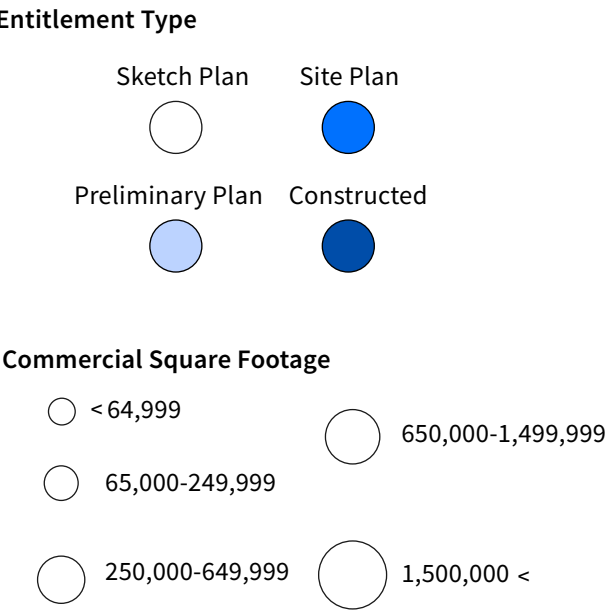 Entitlement Type
Sketch Plan
Site Plan
Preliminary Plan
Constructed
Commercial Square Footage
< 64,999
650,000-1,499,999
65,000-249,999
250,000-649,999
1,500,000 <